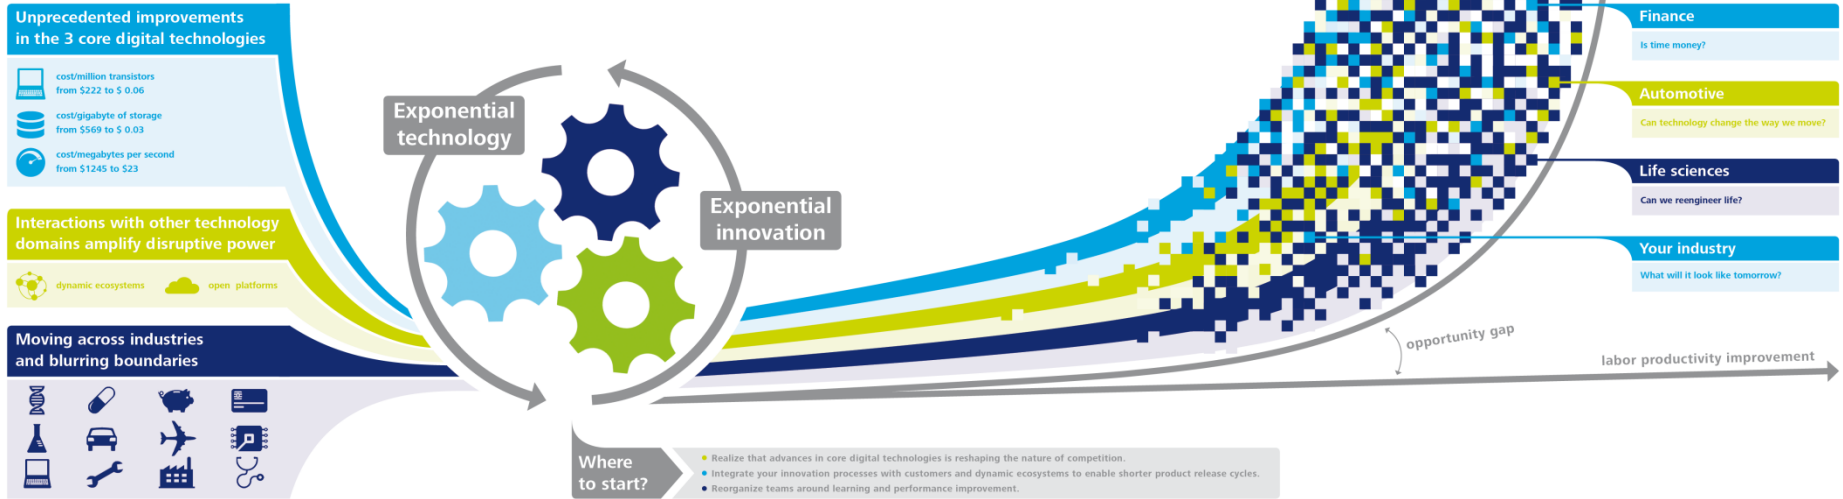 Unprecedented improvements
in the 3 core digital technologies
cost/million transistors
from $222 to $ 0.06
cost/gigabyte of storage
from $569 to $ 0.03
cost/megabytes per second
from $1245 to $23
Interactions with other technology
domains amplify disruptive power
dynamic ecosystems
open platforms
Moving across industries
and blurring boundaries
Exponential
technology
Exponential
innovation
Finance
Is time money?
Automotive
Can technology change the way we move?
Life sciences
Can we reengineer life?
Your industry
What will it look like tomorrow?
opportunity gap
labor productivity improvement
Where
to start?
Realize that advances in core digital technologies is reshaping the nature of competition.
Integrate your innovation processes with customers and dynamic ecosystems to enable shorter product release cycles.
Reorganize teams around learning and performance improvement.